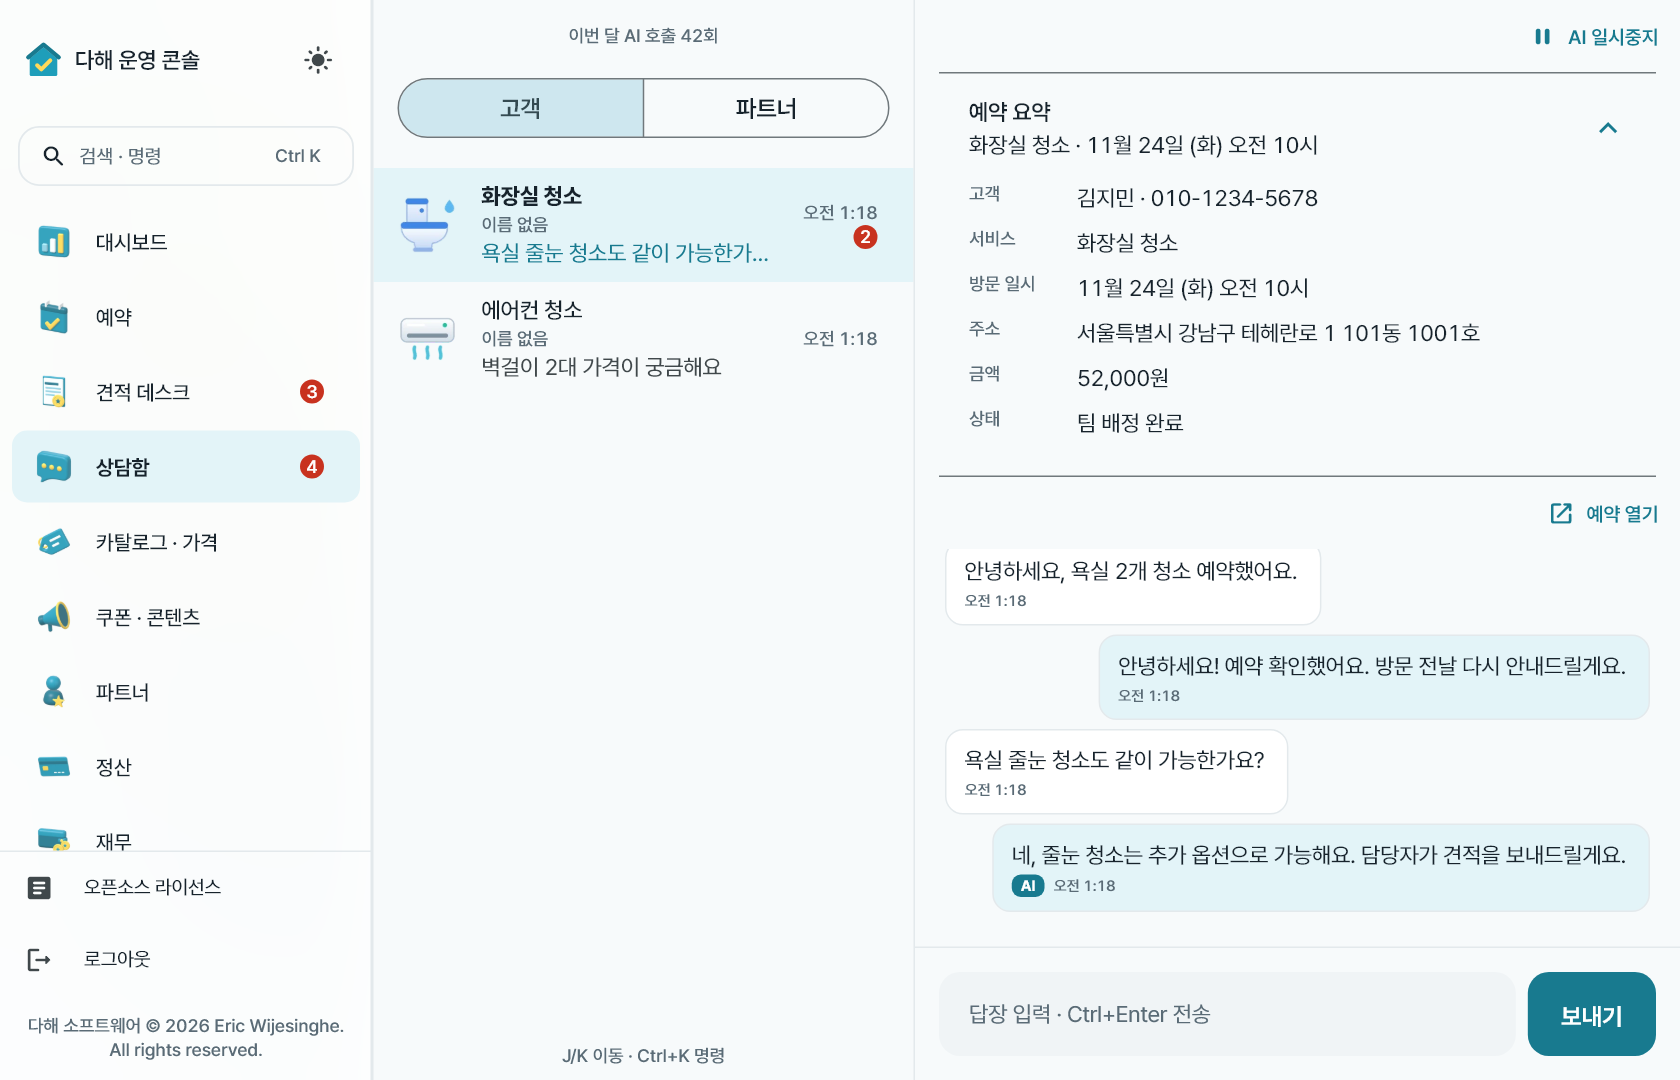 다해 운영 콘솔
검색 · 명령 Ctrl K
대시보드
예약
견적 데스크 3
상담함 4
카탈로그 · 가격
쿠폰 · 콘텐츠
파트너
정산
재무
오픈소스 라이선스
로그아웃
다해 소프트웨어 © 2026 Eric Wijesinghe.
All rights reserved.
이번 달 AI 호출 42회
고객 파트너
화장실 청소
이름 없음
욕실 줄눈 청소도 같이 가능한가...
오전 1:18
2
에어컨 청소
이름 없음
벽걸이 2대 가격이 궁금해요
오전 1:18
J/K 이동 · Ctrl+K 명령
AI 일시중지
예약 요약
화장실 청소 · 11월 24일 (화) 오전 10시
고객 김지민 · 010-1234-5678
서비스 화장실 청소
방문 일시 11월 24일 (화) 오전 10시
주소 서울특별시 강남구 테헤란로 1 101동 1001호
금액 52,000원
상태 팀 배정 완료
예약 열기
안녕하세요, 욕실 2개 청소 예약했어요.
오전 1:18
안녕하세요! 예약 확인했어요. 방문 전날 다시 안내드릴게요.
오전 1:18
욕실 줄눈 청소도 같이 가능한가요?
오전 1:18
네, 줄눈 청소는 추가 옵션으로 가능해요. 담당자가 견적을 보내드릴게요.
AI 오전 1:18
답장 입력 · Ctrl+Enter 전송
보내기